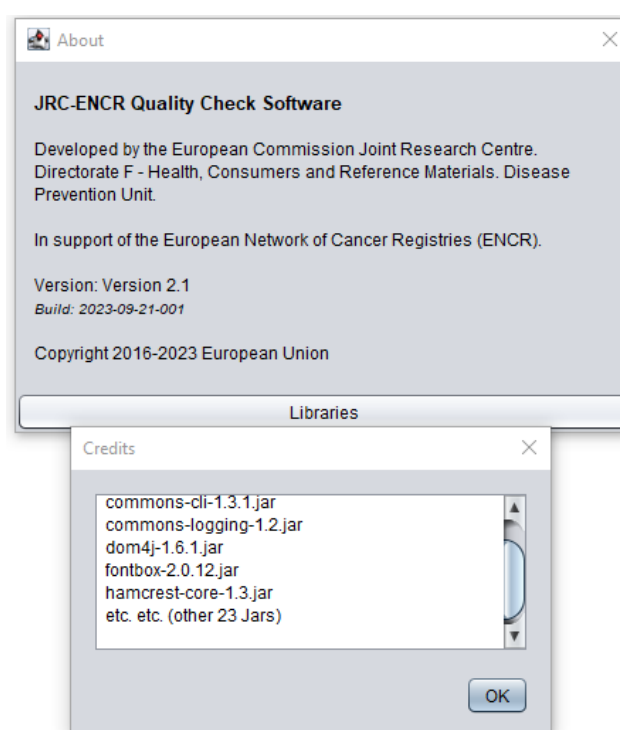 About
JRC-ENCR Quality Check Software
Developed by the European Commission Joint Research Centre.
Directorate F - Health, Consumers and Reference Materials. Disease
Prevention Unit.
In support of the European Network of Cancer Registries (ENCR).
Version: Version 2.1
Build: 2023-09-21-001
Copyright 2016-2023 European Union
Libraries
Credits
commons-cli-1.3.1.jar
commons-logging-1.2.jar
dom4j-1.6.1.jar
fontbox-2.0.12.jar
hamcrest-core-1.3.jar
etc. etc. (other 23 Jars)
OK